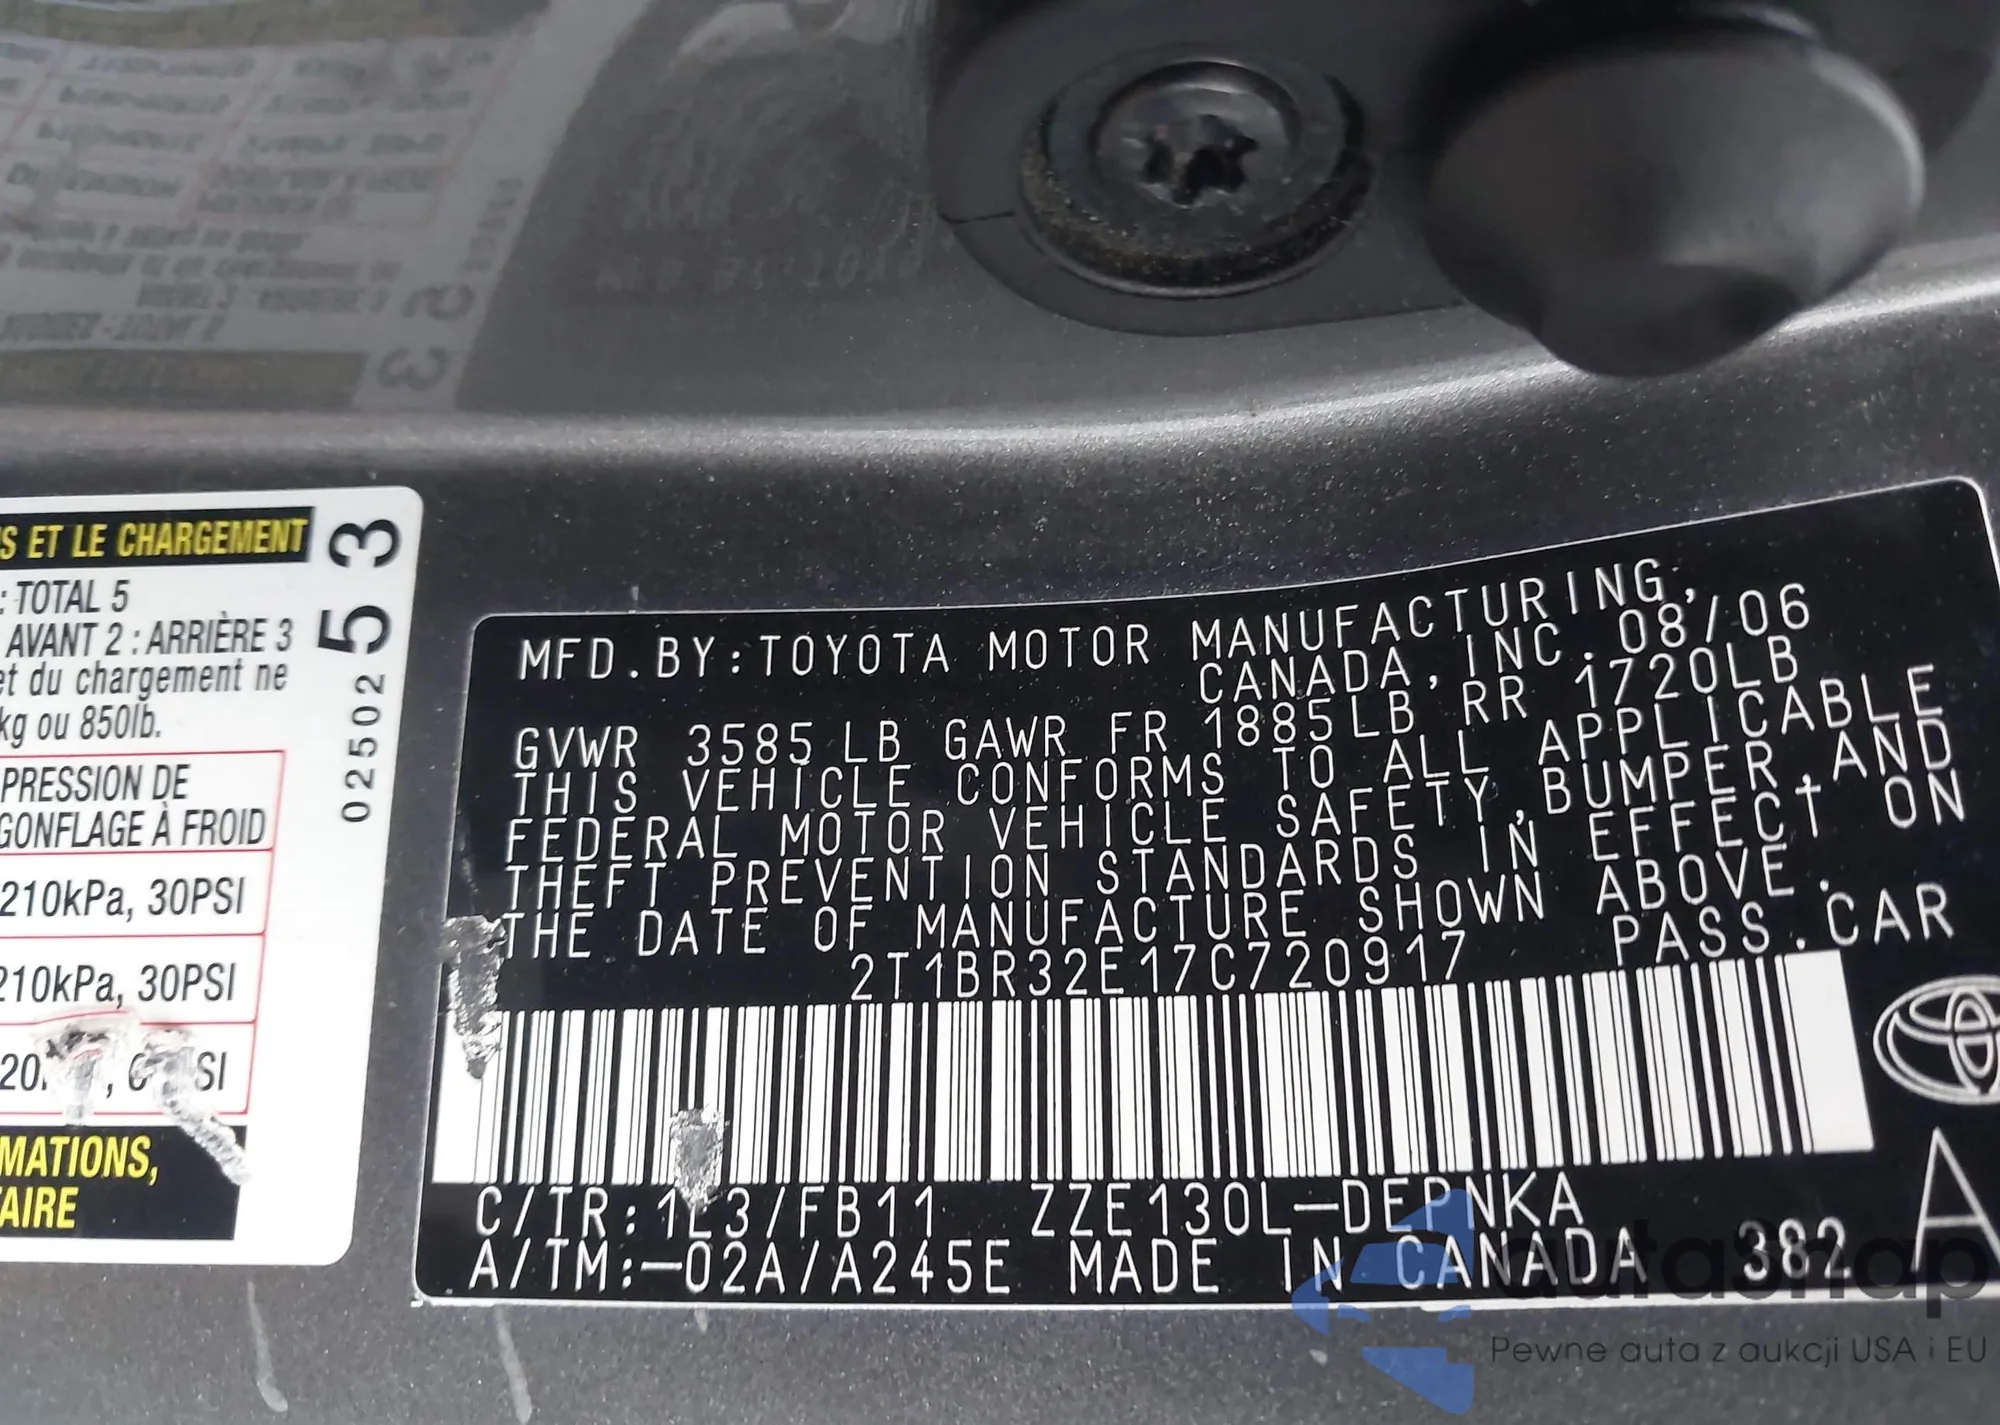 S ET LE CHARGEMENT
: TOTAL 5
AVANT 2 : ARRIÈRE 3
et du chargement ne
kg ou 850lb.
PRESSION DE
GONFLAGE À FROID
210kPa, 30PSI
210kPa, 30PSI
MATIONS,
AIRE
53
02502
MFD.BY:TOYOTA MOTOR MANUFACTURING,
CANADA, INC. 08/06
GVWR 3585LB GAWR FR 1885LB RR 1720LB
THIS VEHICLE CONFORMS TO ALL APPLICABLE
FEDERAL MOTOR VEHICLE SAFETY,BUMPER,AND
THEFT PREVENTION STANDARDS IN EFFECT ON
THE DATE OF MANUFACTURE SHOWN ABOVE.
2T1BR32E17C720917 PASS.CAR
C/TR:1L3/FB11 ZZE130L-DEPNKA
A/TM:-02A/A245E MADE IN CANADA 382 A
autasnap
Pewne auta z aukcji USA i EU